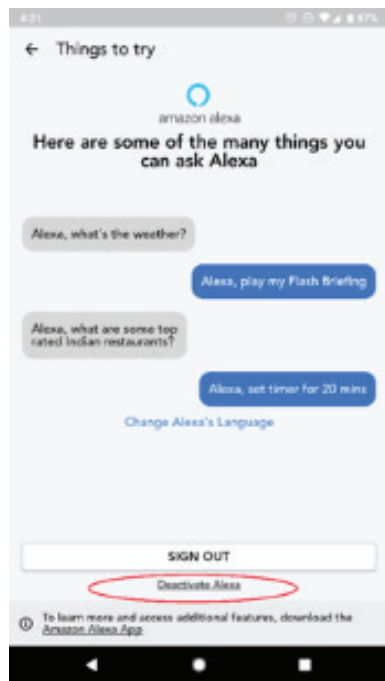 4:31
87%
Things to try
amazon alexa
Here are some of the many things you
can ask Alexa
Alexa, what's the weather?
Alexa, play my Flash Briefing
Alexa, what are some top
rated Indian restaurants?
Alexa, set timer for 20 mins
Change Alexa's Language
SIGN OUT
Deactivate Alexa
To learn more and access additional features, download the
Amazon Alexa App